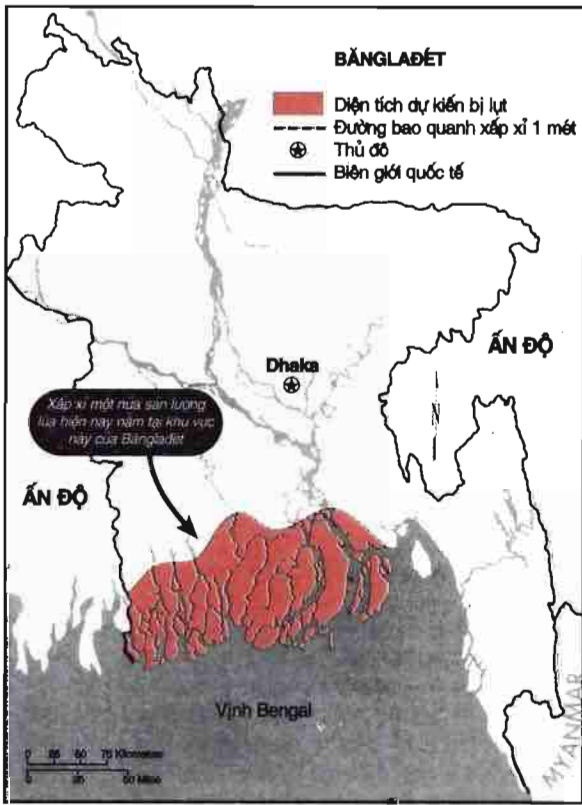 BĂNGLAĐÉT
Diện tích dự kiến bị lụt
Đường bao quanh xấp xỉ 1 mét
Thủ đô
Biên giới quốc tế
Dhaka
ẤN ĐỘ
Xấp xỉ một nửa sản lượng
lúa hiện nay nằm tại khu vực
này của Bănglađét
ẤN ĐỘ
Vịnh Bengal
MYANMAR
0 25 50 75 Kilometres
0 25 50 Miles